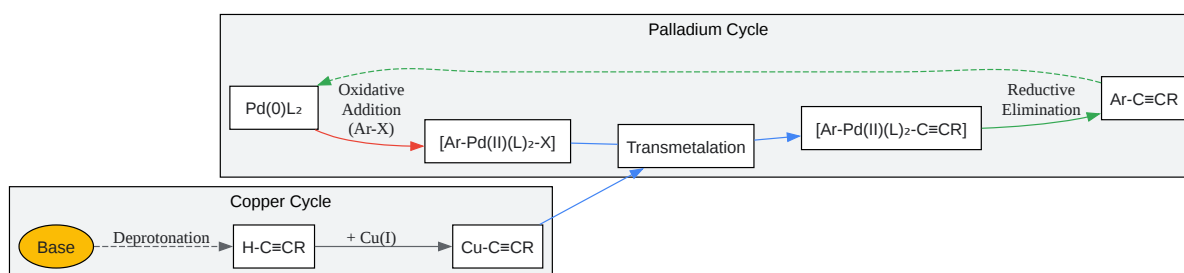 Palladium Cycle
Pd(0)L₂
Oxidative
Addition
(Ar-X)
[Ar-Pd(II)(L)₂-X]
Transmetalation
[Ar-Pd(II)(L)₂-C≡CR]
Reductive
Elimination
Ar-C≡CR
Copper Cycle
Base
Deprotonation
H-C≡CR
+ Cu(I)
Cu-C≡CR